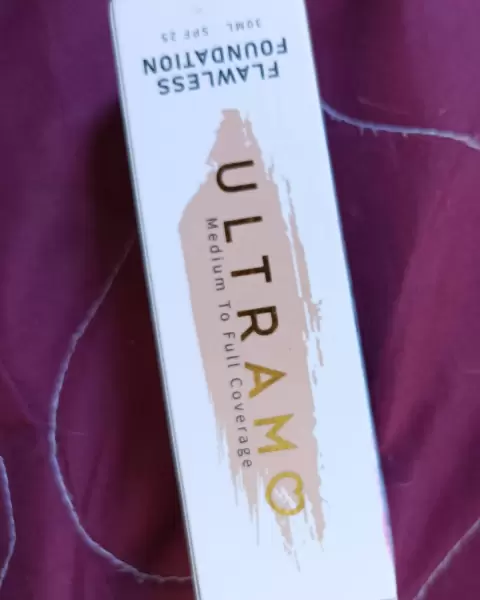 ULTRAMO
Medium To Full Coverage
FLAWLESS
FOUNDATION
30ML SPF 25